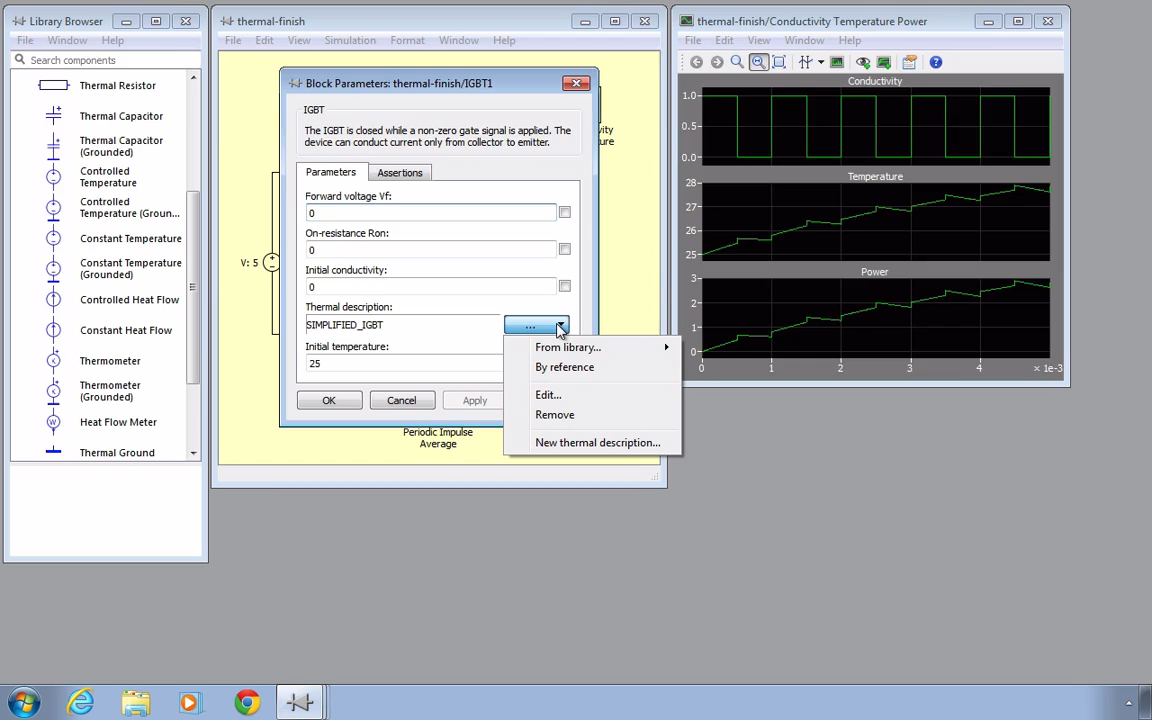 Library Browser
File Window Help
Search components
Thermal Resistor
Thermal Capacitor
Thermal Capacitor
(Grounded)
Controlled
Temperature
Controlled
Temperature (Groun...
Constant Temperature
Constant Temperature
(Grounded)
Controlled Heat Flow
Constant Heat Flow
Thermometer
Thermometer
(Grounded)
Heat Flow Meter
Thermal Ground
thermal-finish
File Edit View Simulation Format Window Help
V: 5
Periodic Impulse
Average
Block Parameters: thermal-finish/IGBT1
IGBT
The IGBT is closed while a non-zero gate signal is applied. The
device can conduct current only from collector to emitter.
Parameters
Assertions
Forward voltage Vf:
0
On-resistance Ron:
0
Initial conductivity:
0
Thermal description:
SIMPLIFIED_IGBT
...
Initial temperature:
25
OK
Cancel
Apply
From library...
By reference
Edit...
Remove
New thermal description...
thermal-finish/Conductivity Temperature Power
File Edit View Window Help
Conductivity
1.0
0.5
0.0
Temperature
28
27
26
25
Power
3
2
1
0
0 1 2 3 4 × 1e-3